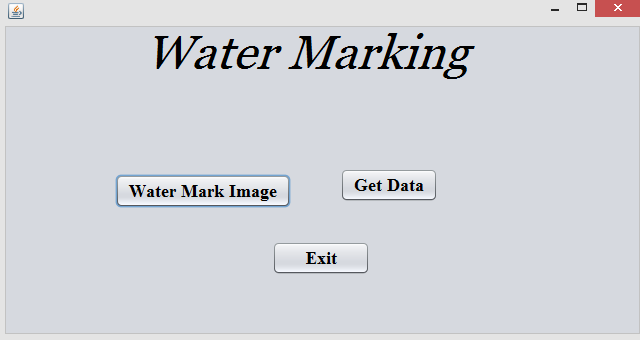 Water Marking
Water Mark Image
Get Data
Exit